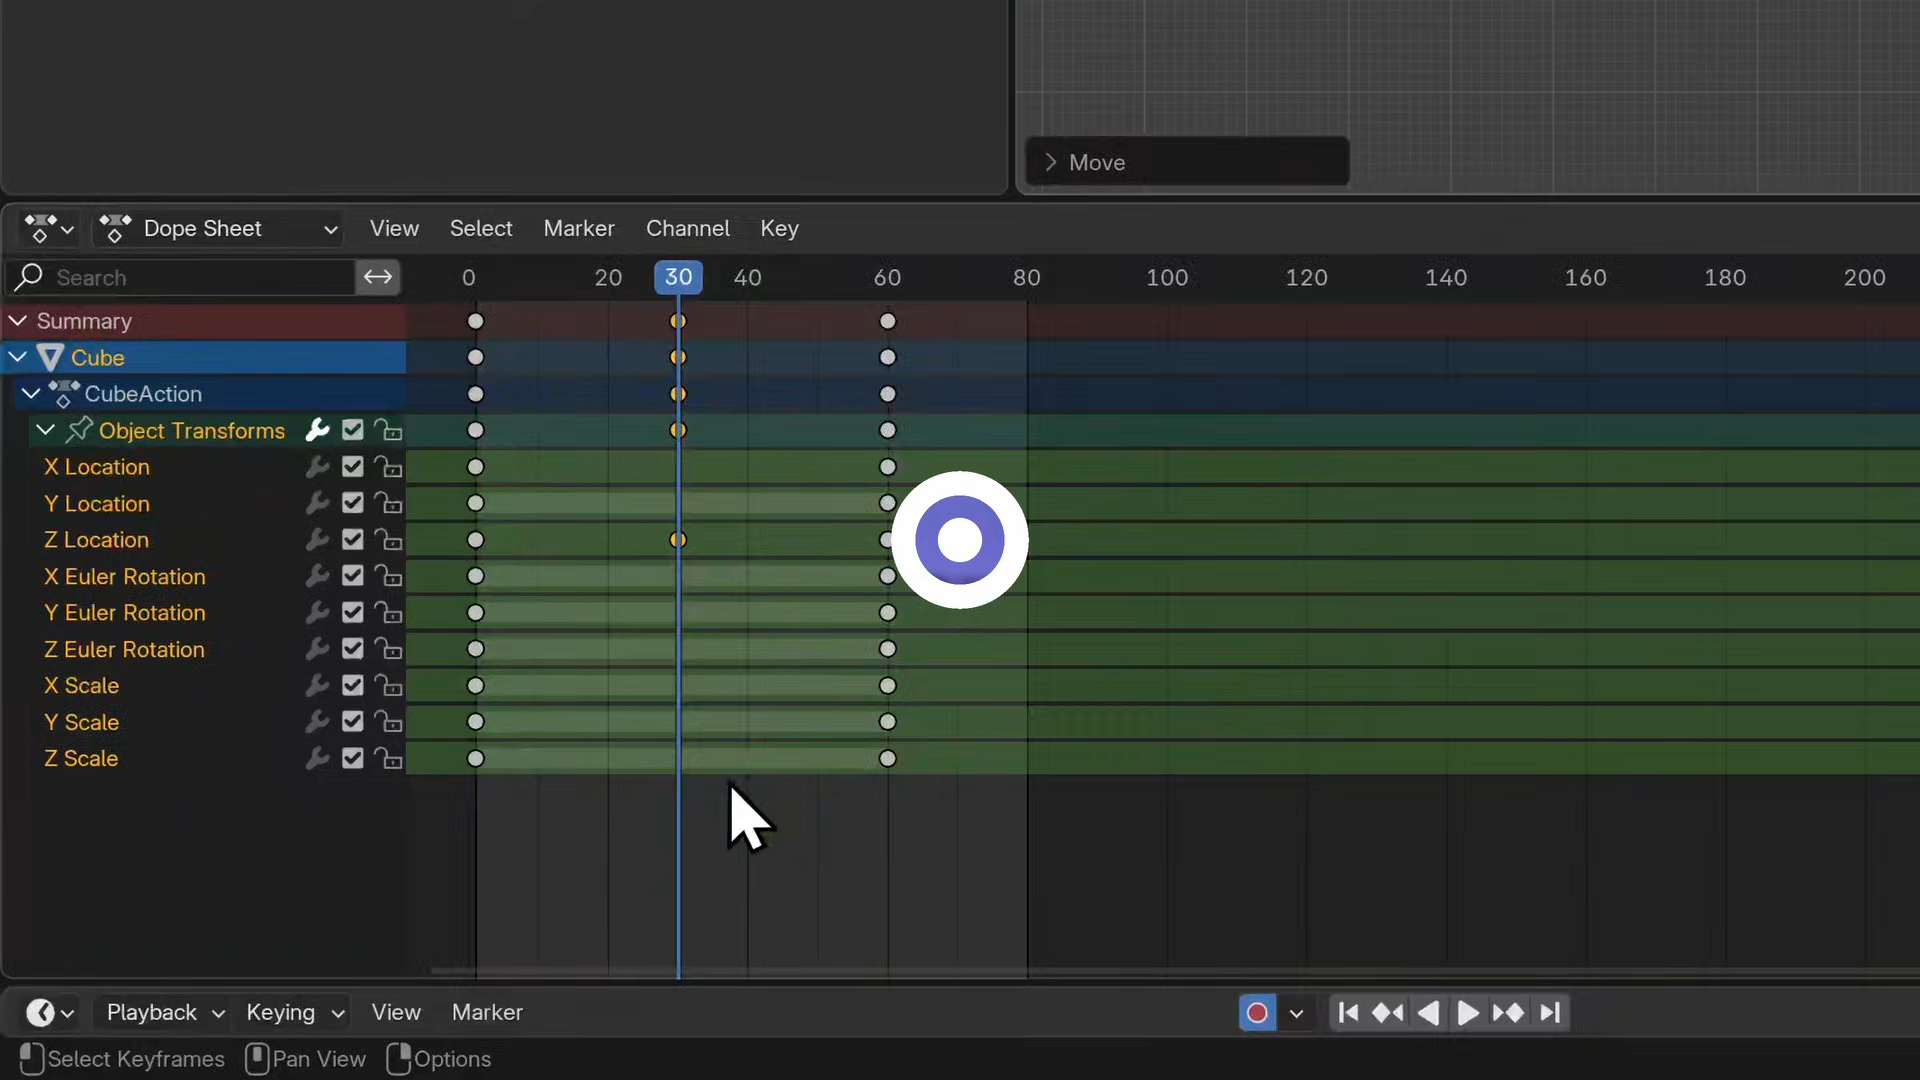 Move
Dope Sheet View Select Marker Channel Key
Search 0 20 30 40 60 80 100 120 140 160 180 200
Summary
Cube
CubeAction
Object Transforms
X Location
Y Location
Z Location
X Euler Rotation
Y Euler Rotation
Z Euler Rotation
X Scale
Y Scale
Z Scale
Playback Keying View Marker
Select Keyframes Pan View Options